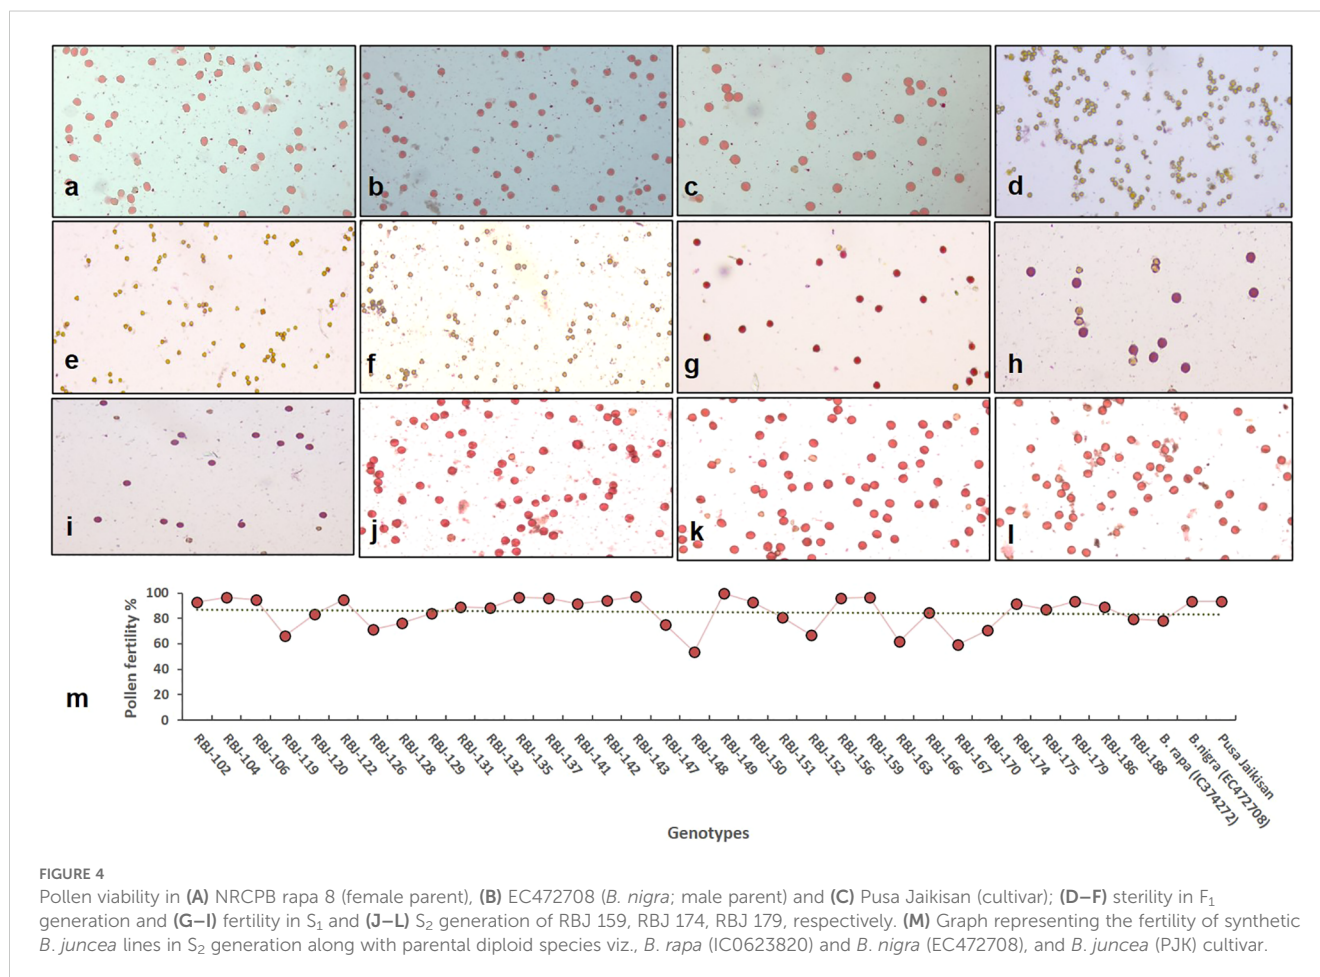 a
b
c
d
e
f
g
h
i
j
k
l
m
Pollen fertility %
100
80
60
40
20
0
RBJ-102
RBJ-104
RBJ-106
RBJ-119
RBJ-120
RBJ-122
RBJ-126
RBJ-128
RBJ-129
RBJ-131
RBJ-132
RBJ-135
RBJ-137
RBJ-141
RBJ-142
RBJ-143
RBJ-147
RBJ-148
RBJ-149
RBJ-150
RBJ-151
RBJ-152
RBJ-156
RBJ-159
RBJ-163
RBJ-166
RBJ-167
RBJ-170
RBJ-174
RBJ-175
RBJ-179
RBJ-186
RBJ-188
B. rapa (IC374272)
B.nigra (EC472708)
Pusa Jaikisan
Genotypes
FIGURE 4
Pollen viability in (A) NRCPB rapa 8 (female parent), (B) EC472708 (B. nigra; male parent) and (C) Pusa Jaikisan (cultivar); (D–F) sterility in F1
generation and (G–I) fertility in S1 and (J–L) S2 generation of RBJ 159, RBJ 174, RBJ 179, respectively. (M) Graph representing the fertility of synthetic
B. juncea lines in S2 generation along with parental diploid species viz., B. rapa (IC0623820) and B. nigra (EC472708), and B. juncea (PJK) cultivar.